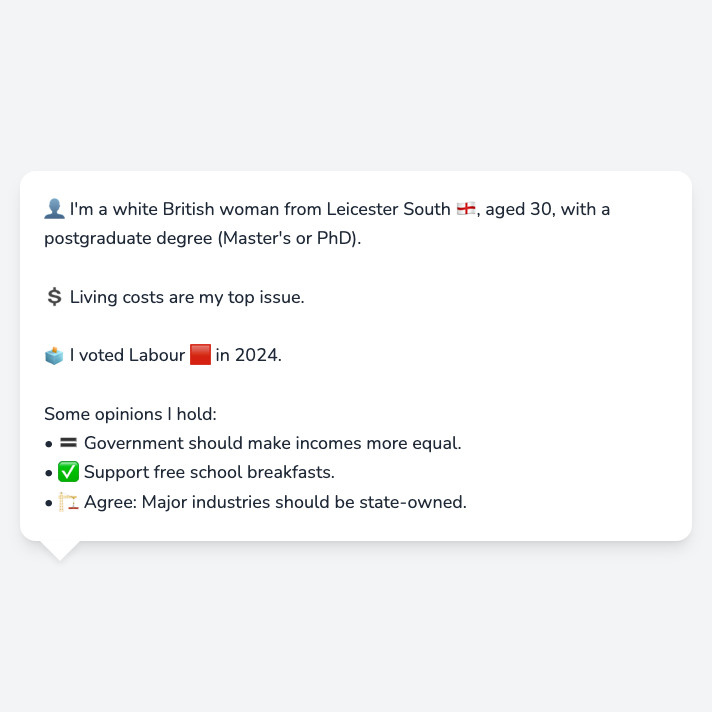 👤 I'm a white British woman from Leicester South 🏴󠁧󠁢󠁥󠁮󠁧󠁿, aged 30, with a
postgraduate degree (Master's or PhD).
💲 Living costs are my top issue.
🗳️ I voted Labour 🟥 in 2024.
Some opinions I hold:
• 🟰 Government should make incomes more equal.
• ✅ Support free school breakfasts.
• 🏗️ Agree: Major industries should be state-owned.